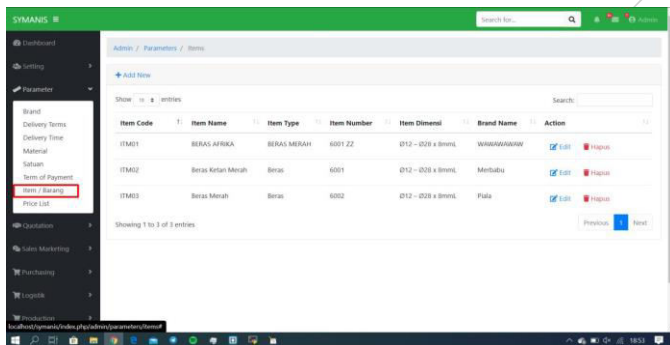 SYMANIS
Search for...
Admin
Dashboard
Admin / Parameters / Items
Setting
Add New
Parameter
Show 10 entries
Search:
Brand
Delivery Terms
Delivery Time
Material
Satuan
Term of Payment
Item / Barang
Price List
Item Code Item Name Item Type Item Number Item Dimensi Brand Name Action
ITM01 BERAS AFRIKA BERAS MERAH 6001 ZZ Ø12 – Ø28 x 8mmL WAWAWAWAW Edit Hapus
ITM02 Beras Ketan Merah Beras 6001 Ø12 – Ø28 x 8mmL Merbabu Edit Hapus
ITM03 Beras Merah Beras 6002 Ø12 – Ø28 x 8mmL Piala Edit Hapus
Showing 1 to 3 of 3 entries
Previous 1 Next
Quotation
Sales Marketing
Purchasing
Logistik
Production
localhost/symanis/index.php/admin/parameters/items#
1853